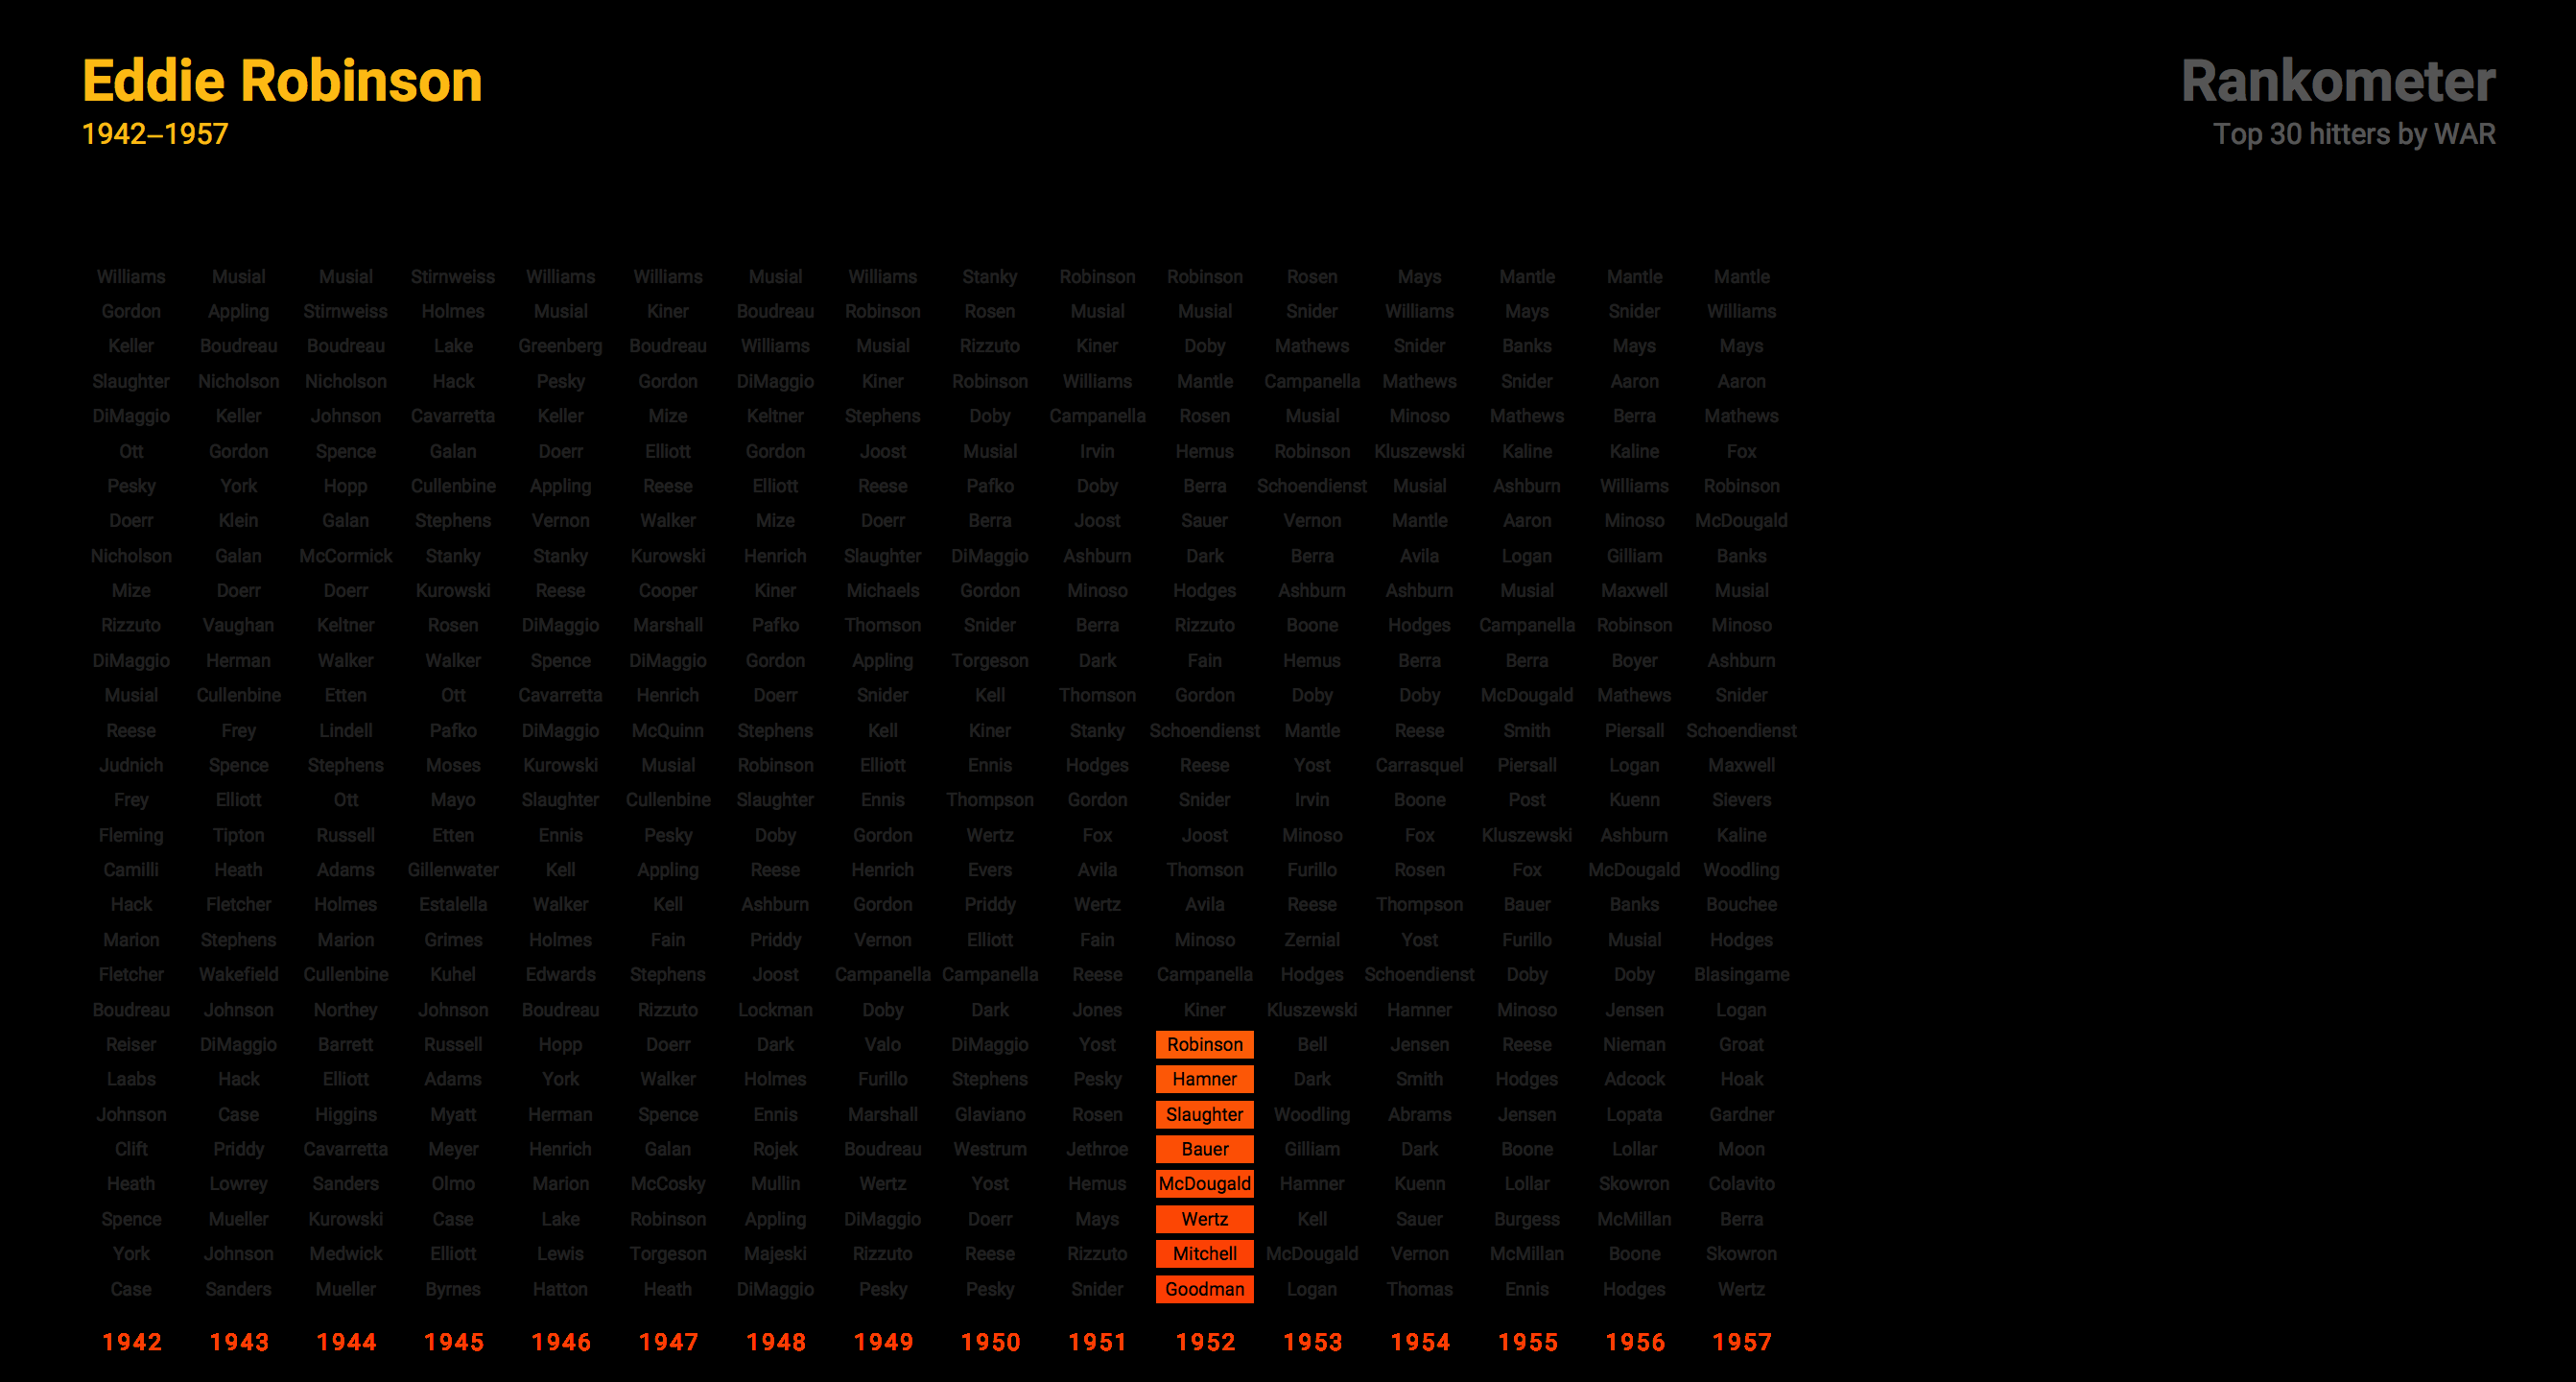 Eddie Robinson
1942–1957
Rankometer
Top 30 hitters by WAR
Williams Musial Musial Stirnweiss Williams Williams Musial Williams Stanky Robinson Robinson Rosen Mays Mantle Mantle Mantle
Gordon Appling Stirnweiss Holmes Musial Kiner Boudreau Robinson Rosen Musial Musial Snider Williams Mays Snider Williams
Keller Boudreau Boudreau Lake Greenberg Boudreau Williams Musial Rizzuto Kiner Doby Mathews Snider Banks Mays Mays
Slaughter Nicholson Nicholson Hack Pesky Gordon DiMaggio Kiner Robinson Williams Mantle Campanella Mathews Snider Aaron Aaron
DiMaggio Keller Johnson Cavarretta Keller Mize Keltner Stephens Doby Campanella Rosen Musial Minoso Mathews Berra Mathews
Ott Gordon Spence Galan Doerr Elliott Gordon Joost Musial Irvin Hemus Robinson Kluszewski Kaline Kaline Fox
Pesky York Hopp Cullenbine Appling Reese Elliott Reese Pafko Doby Berra Schoendienst Musial Ashburn Williams Robinson
Doerr Klein Galan Stephens Vernon Walker Mize Doerr Berra Joost Sauer Vernon Mantle Aaron Minoso McDougald
Nicholson Galan McCormick Stanky Stanky Kurowski Henrich Slaughter DiMaggio Ashburn Dark Berra Avila Logan Gilliam Banks
Mize Doerr Doerr Kurowski Reese Cooper Kiner Michaels Gordon Minoso Hodges Ashburn Ashburn Musial Maxwell Musial
Rizzuto Vaughan Keltner Rosen DiMaggio Marshall Pafko Thomson Snider Berra Rizzuto Boone Hodges Campanella Robinson Minoso
DiMaggio Herman Walker Walker Spence DiMaggio Gordon Appling Torgeson Dark Fain Hemus Berra Berra Boyer Ashburn
Musial Cullenbine Etten Ott Cavarretta Henrich Doerr Snider Kell Thomson Gordon Doby Doby McDougald Mathews Snider
Reese Frey Lindell Pafko DiMaggio McQuinn Stephens Kell Kiner Stanky Schoendienst Mantle Reese Smith Piersall Schoendienst
Judnich Spence Stephens Moses Kurowski Musial Robinson Elliott Ennis Hodges Reese Yost Carrasquel Piersall Logan Maxwell
Frey Elliott Ott Mayo Slaughter Cullenbine Slaughter Ennis Thompson Gordon Snider Irvin Boone Post Kuenn Sievers
Fleming Tipton Russell Etten Ennis Pesky Doby Gordon Wertz Fox Joost Minoso Fox Kluszewski Ashburn Kaline
Camilli Heath Adams Gillenwater Kell Appling Reese Henrich Evers Avila Thomson Furillo Rosen Fox McDougald Woodling
Hack Fletcher Holmes Estalella Walker Kell Ashburn Gordon Priddy Wertz Avila Reese Thompson Bauer Banks Bouchee
Marion Stephens Marion Grimes Holmes Fain Priddy Vernon Elliott Fain Minoso Zernial Yost Furillo Musial Hodges
Fletcher Wakefield Cullenbine Kuhel Edwards Stephens Joost Campanella Campanella Reese Campanella Hodges Schoendienst Doby Doby Blasingame
Boudreau Johnson Northey Johnson Boudreau Rizzuto Lockman Doby Dark Jones Kiner Kluszewski Hamner Minoso Jensen Logan
Reiser DiMaggio Barrett Russell Hopp Doerr Dark Valo DiMaggio Yost Robinson Bell Jensen Reese Nieman Groat
Laabs Hack Elliott Adams York Walker Holmes Furillo Stephens Pesky Hamner Dark Smith Hodges Adcock Hoak
Johnson Case Higgins Myatt Herman Spence Ennis Marshall Glaviano Rosen Slaughter Woodling Abrams Jensen Lopata Gardner
Clift Priddy Cavarretta Meyer Henrich Galan Rojek Boudreau Westrum Jethroe Bauer Gilliam Dark Boone Lollar Moon
Heath Lowrey Sanders Olmo Marion McCosky Mullin Wertz Yost Hemus McDougald Hamner Kuenn Lollar Skowron Colavito
Spence Mueller Kurowski Case Lake Robinson Appling DiMaggio Doerr Mays Wertz Kell Sauer Burgess McMillan Berra
York Johnson Medwick Elliott Lewis Torgeson Majeski Rizzuto Reese Rizzuto Mitchell McDougald Vernon McMillan Boone Skowron
Case Sanders Mueller Byrnes Hatton Heath DiMaggio Pesky Pesky Snider Goodman Logan Thomas Ennis Hodges Wertz
1942 1943 1944 1945 1946 1947 1948 1949 1950 1951 1952 1953 1954 1955 1956 1957